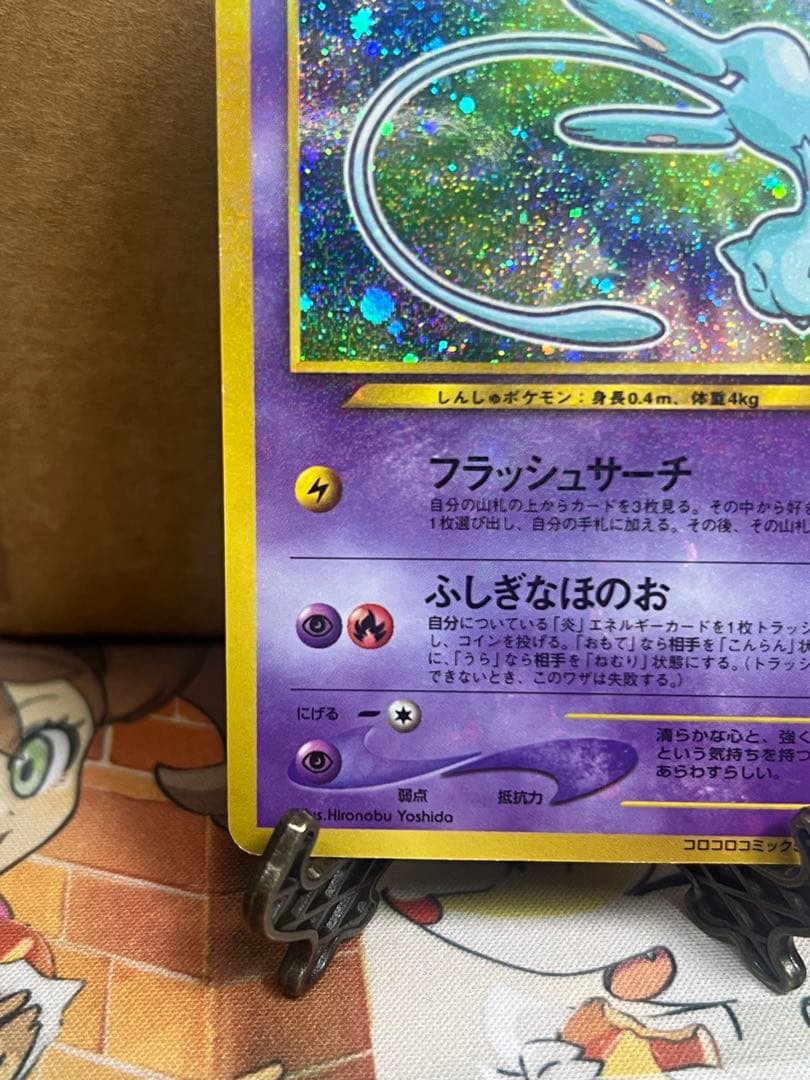 しんしゅポケモン：身長0.4m、体重4kg
フラッシュサーチ
自分の山札の上からカードを3枚見る。その中から好き
1枚選び出し、自分の手札に加える。その後、その山札
ふしぎなほのお
自分についている「炎」エネルギーカードを1枚トラッシ
し、コインを投げる。「おもて」なら相手を「こんらん」状
に、「うら」なら相手を「ねむり」状態にする。（トラッシ
できないとき、このワザは失敗する。）
にげる
清らかな心と、強く
という気持ちを持つ
あらわすらしい。
弱点 抵抗力
us.Hironobu Yoshida
コロコロコミック